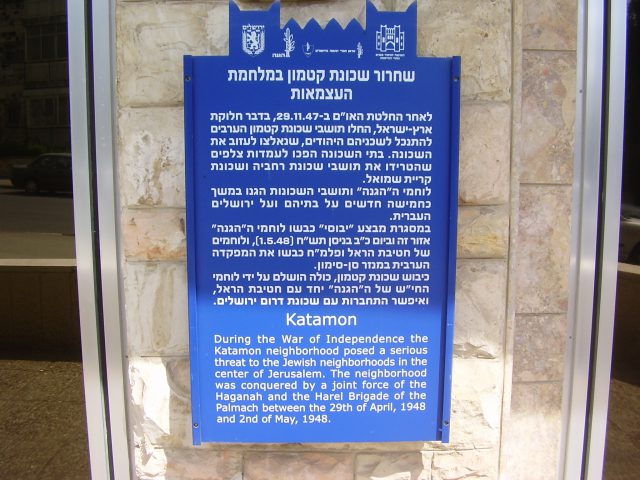 ירושלים
ההגנה
שחרור שכונת קטמון במלחמת
העצמאות
לאחר החלטת האו"ם ב-29.11.47, בדבר חלוקת
ארץ-ישראל, החלו תושבי שכונת קטמון הערבים
להתנכל לשכניהם היהודים, שנאלצו לעזוב את
השכונה. בתי השכונה הפכו לעמדות צלפים
שהטרידו את תושבי שכונת רחביה ושכונת
קריית שמואל.
לוחמי ה"הגנה" ותושבי השכונות הגנו במשך
כחמישה חדשים על בתיהם ועל ירושלים
העברית.
במסגרת מבצע "יבוסי" כבשו לוחמי ה"הגנה"
אזור זה וביום כ"ב בניסן תש"ח (1.5.48), ולוחמים
של חטיבת הראל ופלמ"ח כבשו את המפקדה
הערבית במנזר סן-סימון.
כיבוש שכונת קטמון, כולה הושלם על ידי לוחמי
החי"ש של ה"הגנה" יחד עם חטיבת הראל,
ואיפשר התחברות עם שכונת דרום ירושלים.
Katamon
During the War of Independence the
Katamon neighborhood posed a serious
threat to the Jewish neighborhoods in the
center of Jerusalem. The neighborhood
was conquered by a joint force of the
Haganah and the Harel Brigade of the
Palmach between the 29th of April, 1948
and 2nd of May, 1948.